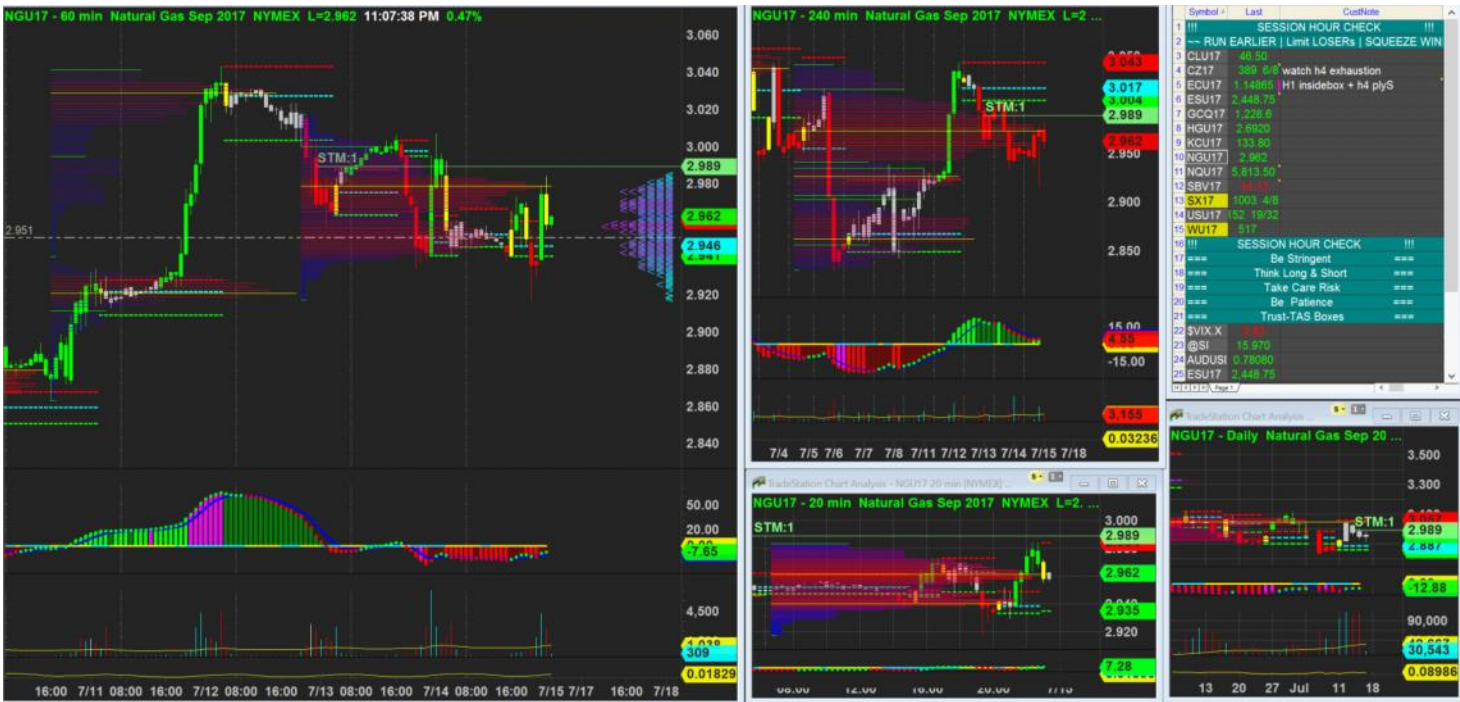 NGU17 - 60 min Natural Gas Sep 2017 NYMEX L=2.962 11:07:38 PM 0.47%
3.060
3.040
3.020
3.000
2.989
2.980
2.962
2.951
2.946
2.941
2.920
2.900
2.880
2.860
2.840
STM:1
50.00
20.00
-7.65
4,500
309
0.01829
16:00 7/11 08:00 16:00 7/12 08:00 16:00 7/13 08:00 16:00 7/14 08:00 16:00 7/15 7/17 16:00 7/18
NGU17 - 240 min Natural Gas Sep 2017 NYMEX L=2 ...
3.043
3.017
3.004
2.989
2.962
2.950
2.900
2.850
STM:1
15.00
4.55
-15.00
3,155
0.03236
7/4 7/5 7/6 7/7 7/8 7/11 7/12 7/13 7/14 7/15 7/18
TradeStation Chart Analysis - NGU17 20 min [NYMEX] ...
NGU17 - 20 min Natural Gas Sep 2017 NYMEX L=2. ...
STM:1
3.000
2.989
2.962
2.935
2.920
7.28
08:00 12:00 16:00 20:00 7/15
Symbol Last CustNote
1 !!! SESSION HOUR CHECK !!!
2 ~~ RUN EARLIER | Limit LOSERs | SQUEEZE WIN
3 CLU17 46.50
4 CZ17 389 6/8 watch h4 exhaustion
5 ECU17 1.14865 H1 insidebox + h4 plyS
6 ESU17 2,448.75
7 GCQ17 1,228.6
8 HGU17 2.6920
9 KCU17 133.80
10 NGU17 2.962
11 NQU17 5,813.50
12 SBV17
13 SX17 1003 4/8
14 USU17 152 19/32
15 WU17 517
16 !!! SESSION HOUR CHECK !!!
17 === Be Stringent ===
18 === Think Long & Short ===
19 === Take Care Risk ===
20 === Be Patience ===
21 === Trust-TAS Boxes ===
22 $VIX.X
23 @SI 15.970
24 AUDUSI 0.78080
25 ESU17 2,448.75
Page 1
TradeStation Chart Analysis ...
NGU17 - Daily Natural Gas Sep 20 ...
3.500
3.300
STM:1
2.989
2.887
-12.88
90,000
30,543
0.08986
13 20 27 Jul 11 18